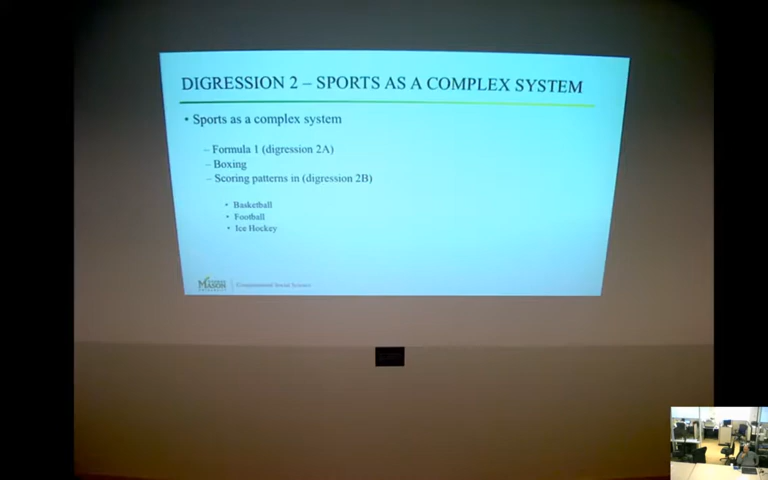 DIGRESSION 2 – SPORTS AS A COMPLEX SYSTEM
• Sports as a complex system
– Formula 1 (digression 2A)
– Boxing
– Scoring patterns in (digression 2B)
• Basketball
• Football
• Ice Hockey
MASON
Computational Social Science